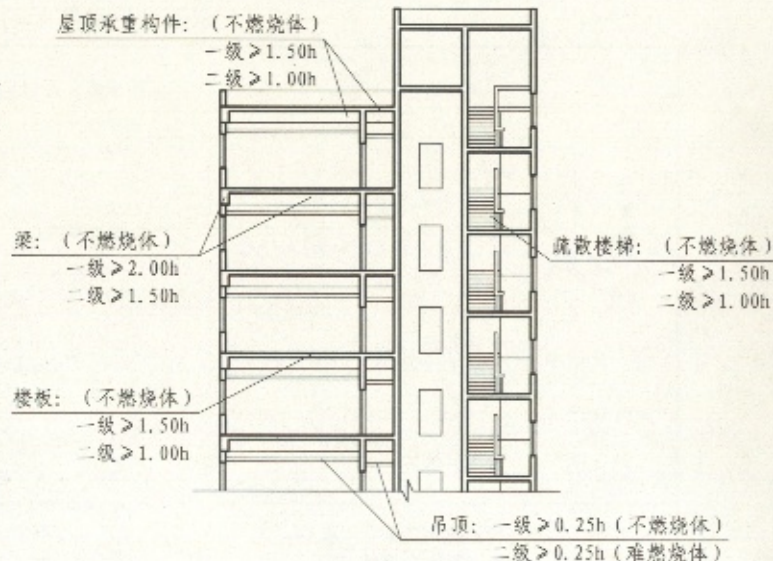 屋顶承重构件: (不燃烧体)
一级≥1.50h
二级≥1.00h
梁: (不燃烧体)
一级≥2.00h
二级≥1.50h
疏散楼梯: (不燃烧体)
一级≥1.50h
二级≥1.00h
楼板: (不燃烧体)
一级≥1.50h
二级≥1.00h
吊顶: 一级≥0.25h (不燃烧体)
二级≥0.25h (难燃烧体)